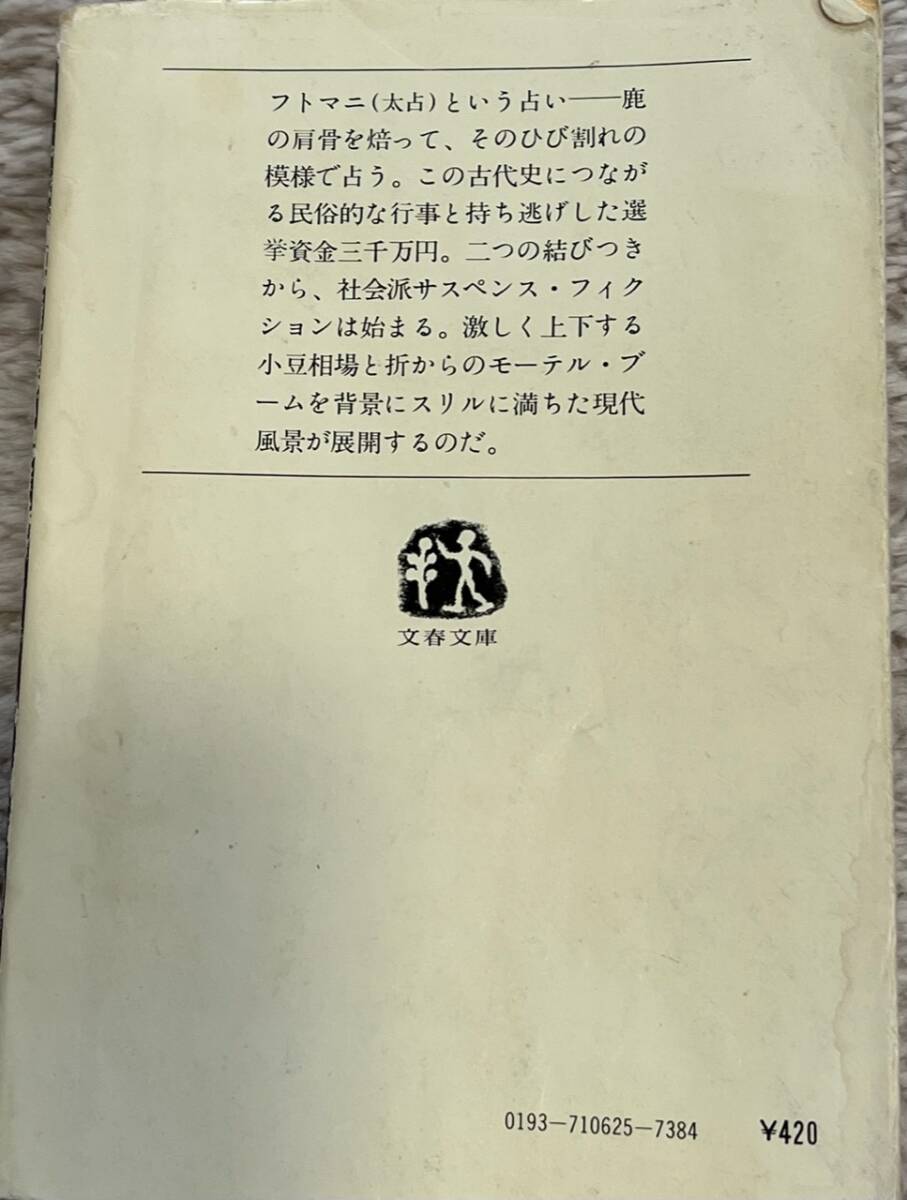 フトマニ(太占)という占い――鹿
の肩骨を焙って、そのひび割れの
模様で占う。この古代史につなが
る民俗的な行事と持ち逃げした選
挙資金三千万円。二つの結びつき
から、社会派サスペンス・フィク
ションは始まる。激しく上下する
小豆相場と折からのモーテル・ブ
ームを背景にスリルに満ちた現代
風景が展開するのだ。
文春文庫
0193-710625-7384 ¥420